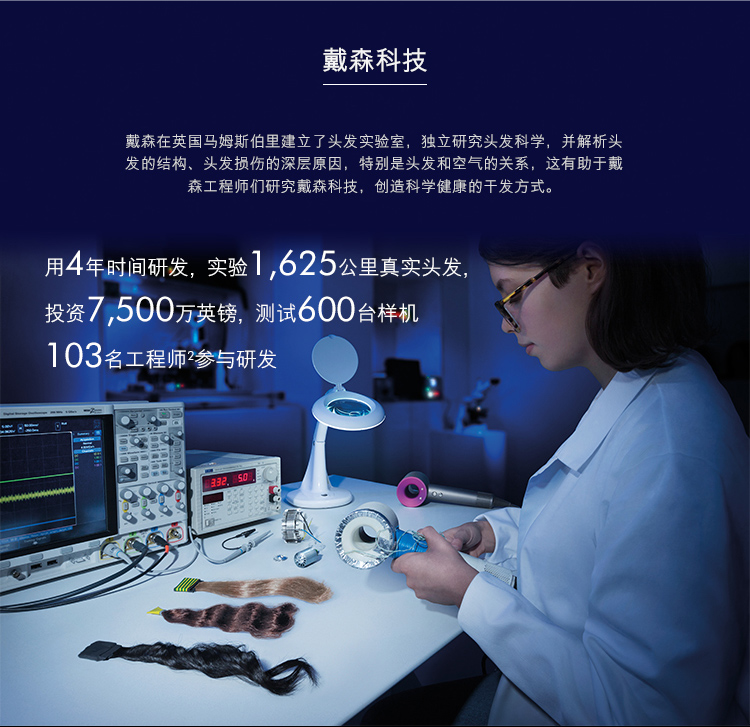 戴森科技
戴森在英国马姆斯伯里建立了头发实验室，独立研究头发科学，并解析头
发的结构、头发损伤的深层原因，特别是头发和空气的关系，这有助于戴
森工程师们研究戴森科技，创造科学健康的干发方式。
用4年时间研发，实验1,625公里真实头发，
投资7,500万英镑，测试600台样机
103名工程师²参与研发
3.32 5.0